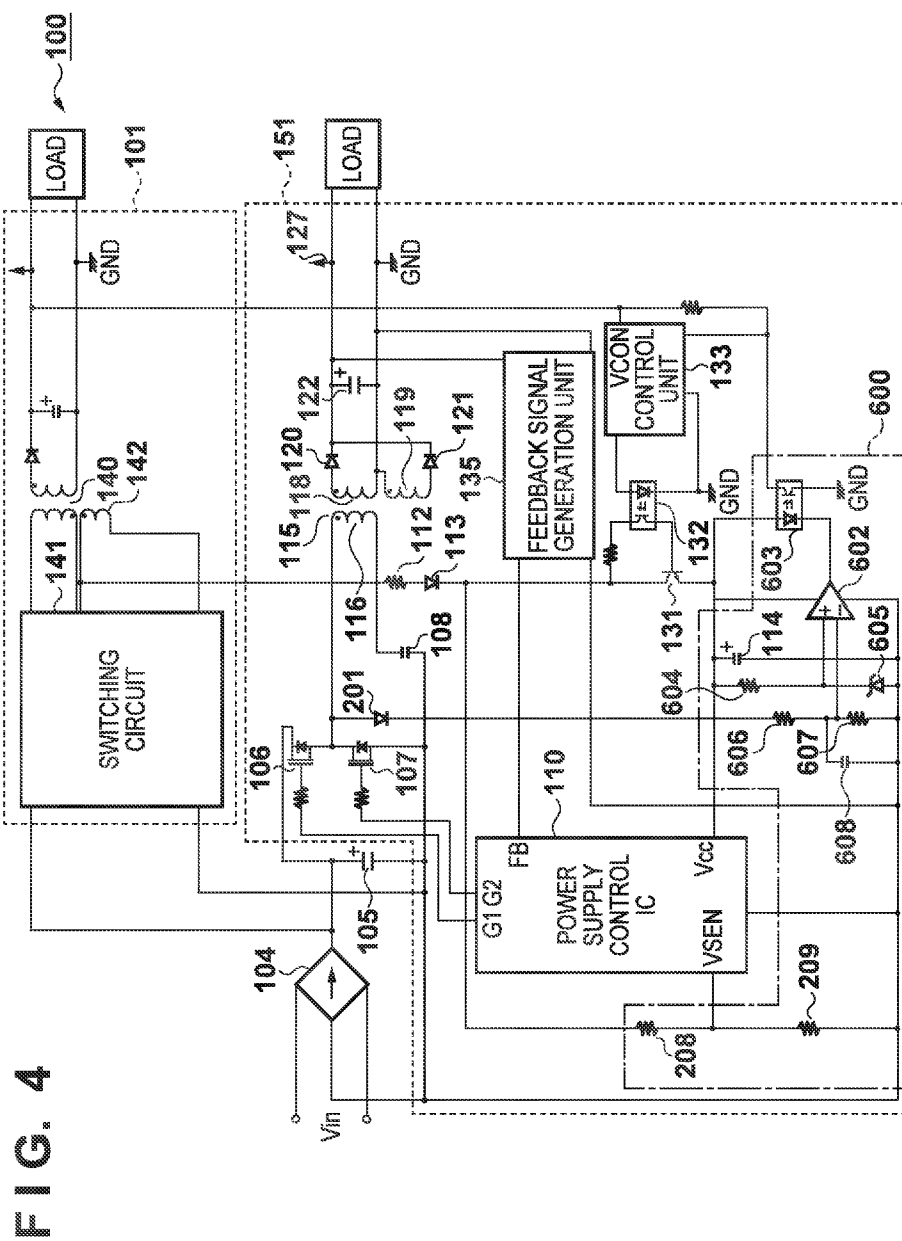 FIG. 4
100
LOAD
101
GND
140
142
141
SWITCHING
CIRCUIT
151
LOAD
127
GND
122
120
119
121
118
115
116
112
113
108
201
106
107
105
104
Vin
135
FEEDBACK SIGNAL
GENERATION UNIT
VCON
CONTROL
UNIT
133
600
GND
132
131
GND
603
602
114
605
604
606
607
608
110
G1 G2
FB
POWER
SUPPLY
CONTROL
IC
Vcc
VSEN
208
209